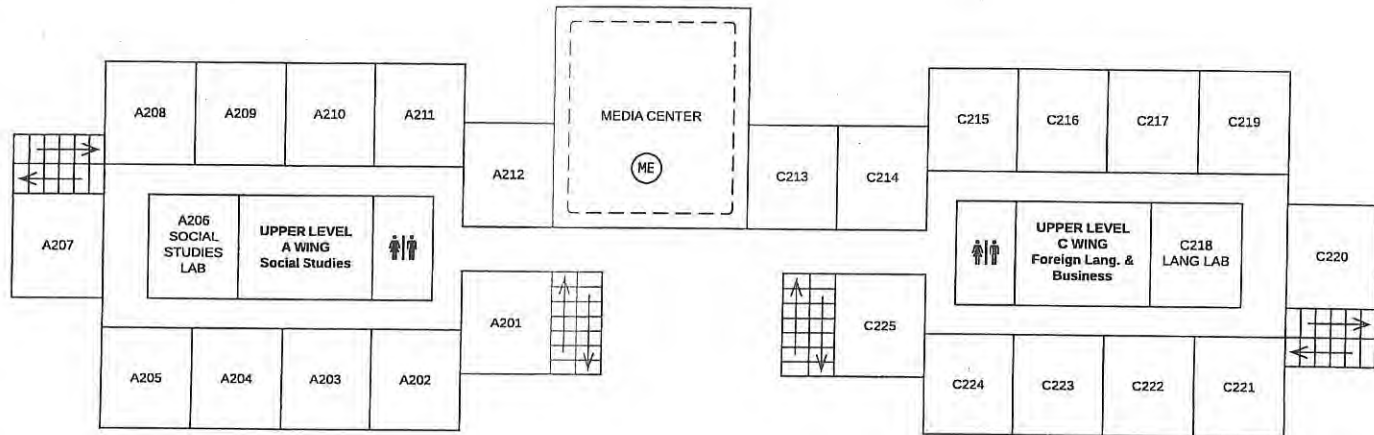 MEDIA CENTER
ME
A208
A209
A210
A211
A212
C213
C214
C215
C216
C217
C219
A207
A206
SOCIAL
STUDIES
LAB
UPPER LEVEL
A WING
Social Studies
UPPER LEVEL
C WING
Foreign Lang. &
Business
C218
LANG LAB
C220
A201
C225
A205
A204
A203
A202
C224
C223
C222
C221